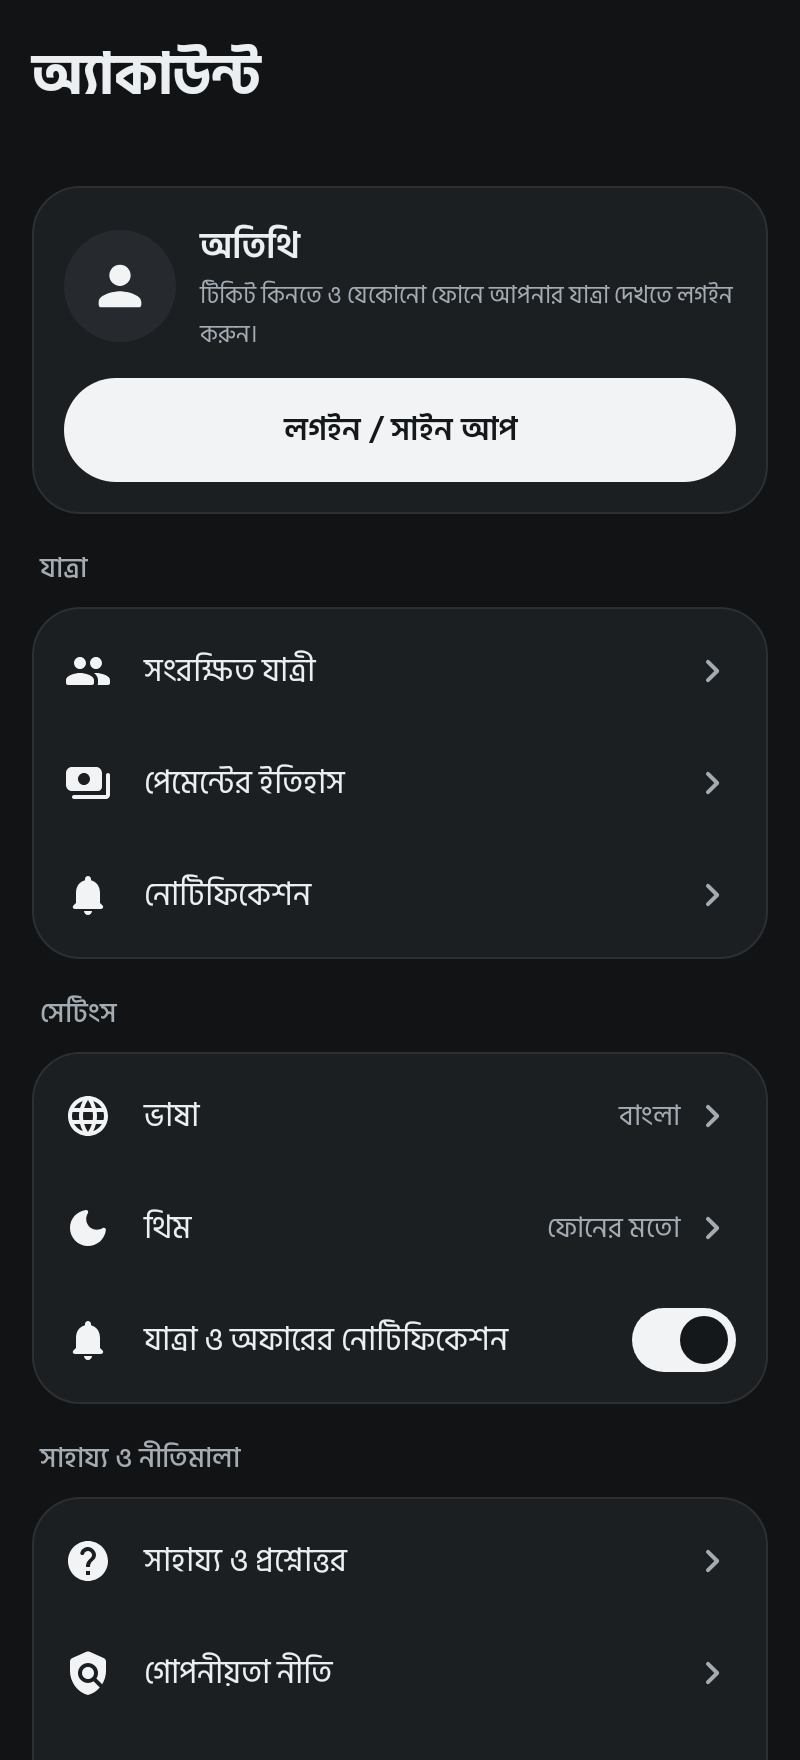 অ্যাকাউন্ট
অতিথি
টিকিট কিনতে ও যেকোনো ফোনে আপনার যাত্রা দেখতে লগইন
করুন।
লগইন / সাইন আপ
যাত্রা
সংরক্ষিত যাত্রী
পেমেন্টের ইতিহাস
নোটিফিকেশন
সেটিংস
ভাষা বাংলা
থিম ফোনের মতো
যাত্রা ও অফারের নোটিফিকেশন
সাহায্য ও নীতিমালা
সাহায্য ও প্রশ্নোত্তর
গোপনীয়তা নীতি